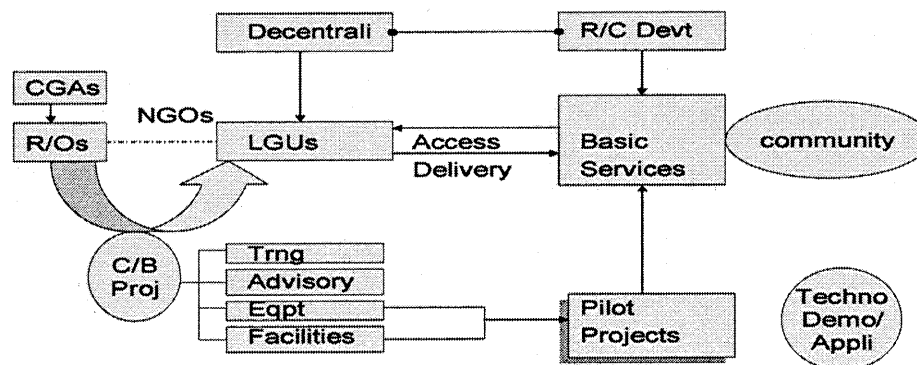 Decentrali
R/C Devt
CGAs
NGOs
R/Os
LGUs
Access
Delivery
Basic
Services
community
C/B
Proj
Trng
Advisory
Eqpt
Facilities
Pilot
Projects
Techno
Demo/
Appli